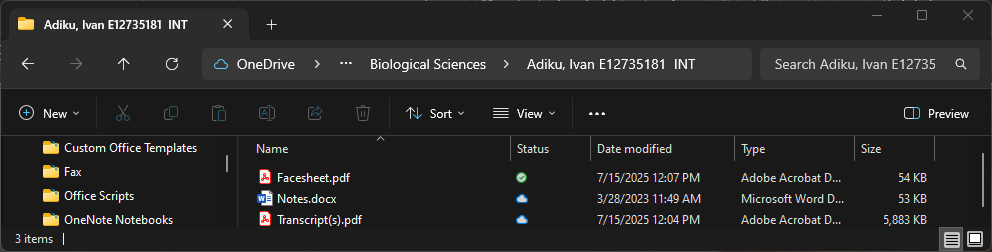 Adiku, Ivan E12735181  INT
OneDrive > ... Biological Sciences > Adiku, Ivan E12735181  INT
Search Adiku, Ivan E12735
New Sort View ... Preview
Custom Office Templates
Fax
Office Scripts
OneNote Notebooks
Name Status Date modified Type Size
Facesheet.pdf 7/15/2025 12:07 PM Adobe Acrobat D... 54 KB
Notes.docx 3/28/2023 11:49 AM Microsoft Word D... 53 KB
Transcript(s).pdf 7/15/2025 12:04 PM Adobe Acrobat D... 5,883 KB
3 items